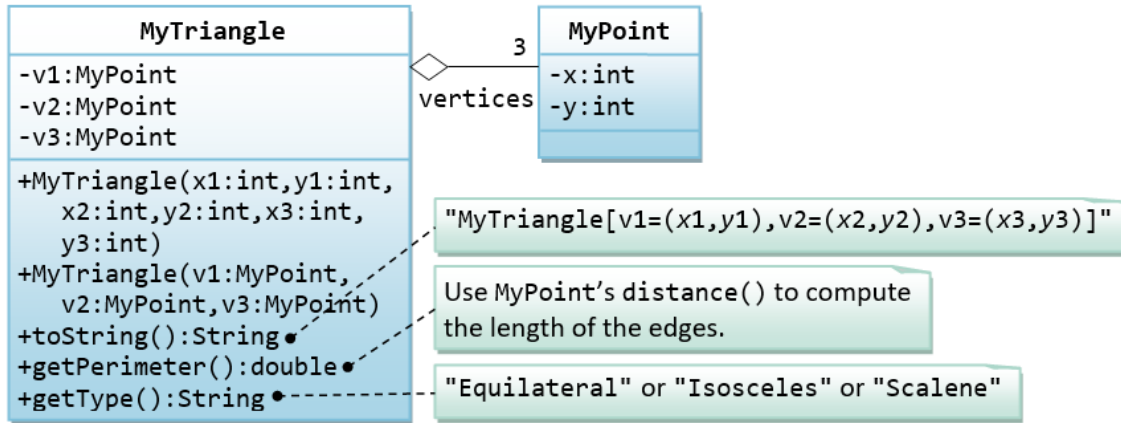 MyTriangle
-v1:MyPoint
-v2:MyPoint
-v3:MyPoint
+MyTriangle(x1:int,y1:int,
x2:int,y2:int,x3:int,
y3:int)
+MyTriangle(v1:MyPoint,
v2:MyPoint,v3:MyPoint)
+toString():String
+getPerimeter():double
+getType():String
3
vertices
MyPoint
-x:int
-y:int
"MyTriangle[v1=(x1,y1),v2=(x2,y2),v3=(x3,y3)]"
Use MyPoint's distance() to compute
the length of the edges.
"Equilateral" or "Isosceles" or "Scalene"